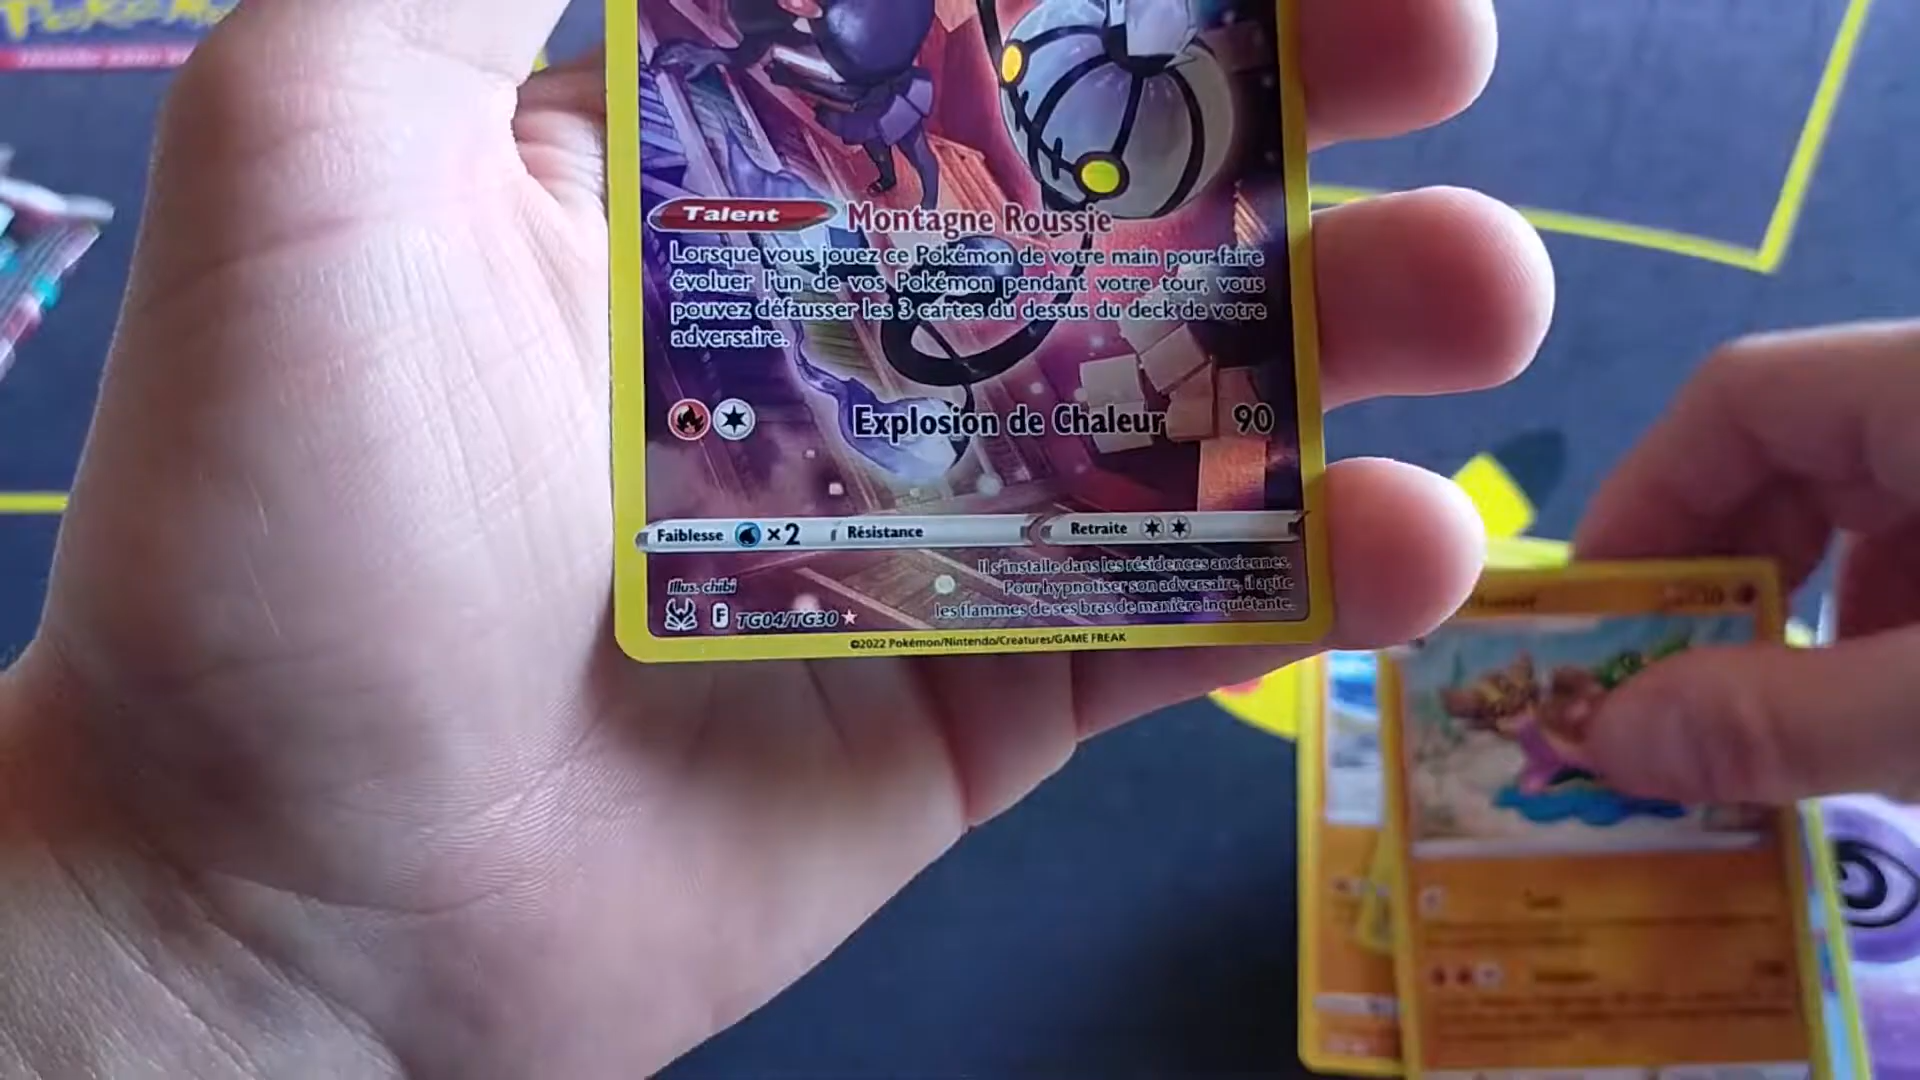 Talent Montagne Roussie
Lorsque vous jouez ce Pokémon de votre main pour faire
évoluer l'un de vos Pokémon pendant votre tour, vous
pouvez défausser les 3 cartes du dessus du deck de votre
adversaire.
Explosion de Chaleur 90
Faiblesse ×2 Résistance Retraite
Il s'installe dans les résidences anciennes.
Pour hypnotiser son adversaire, il agite
les flammes de ses bras de manière inquiétante.
Illus. chibi
F TG04/TG30
©2022 Pokémon/Nintendo/Creatures/GAME FREAK